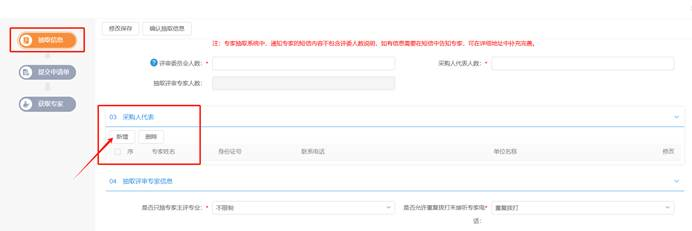 抽取信息
提交申请单
获取专家
修改保存 确认抽取信息
注：专家抽取系统中，通知专家的短信内容不包含评委人数说明，如有信息需要在短信中告知专家，可在详细地址中补充完善。
?评审委员会人数：* 采购人代表人数：*
抽取评审专家人数：
03 采购人代表
新增 删除
序 专家姓名 身份证号 联系电话 单位名称 修改
04 抽取评审专家信息
是否只抽专家主评专业：* 不限制 是否允许重复拨打未接听专家电* 重复拨打
话：